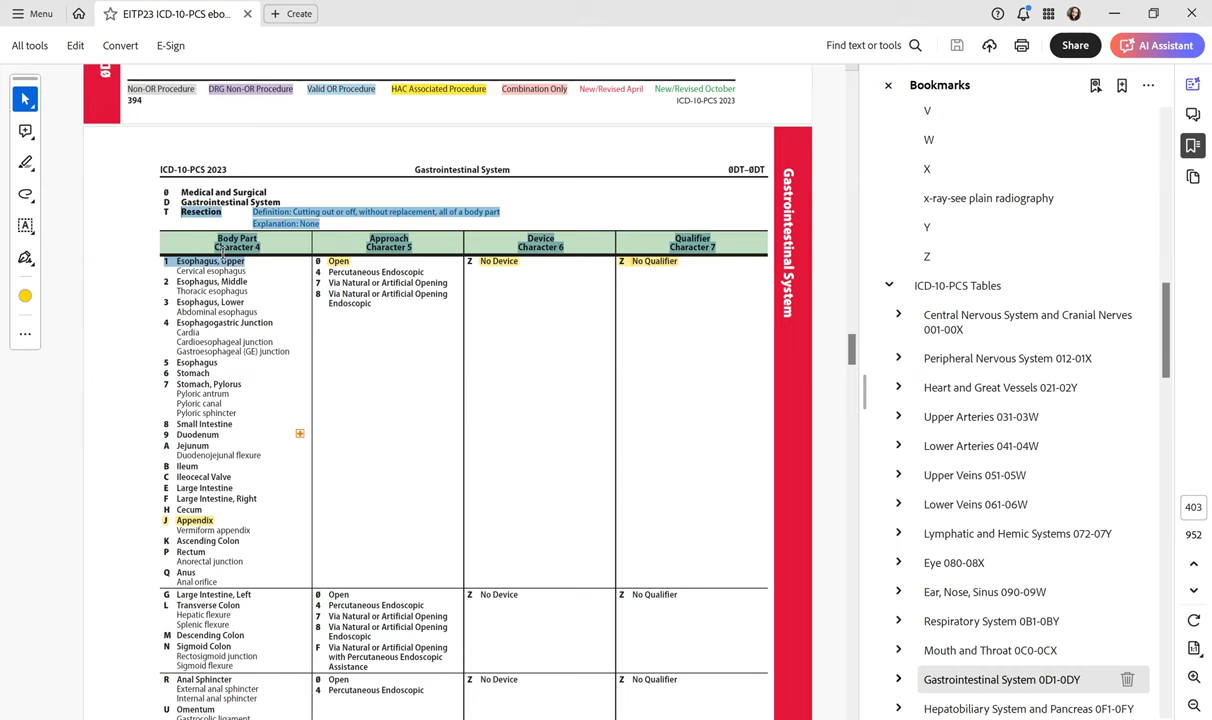 Menu
EITP23 ICD-10-PCS ebo...
Create
All tools
Edit
Convert
E-Sign
Find text or tools
Share
AI Assistant
Non-OR Procedure
DRG Non-OR Procedure
Valid OR Procedure
HAC Associated Procedure
Combination Only
New/Revised April
New/Revised October
394
ICD-10-PCS 2023
ICD-10-PCS 2023
Gastrointestinal System
ØDT–ØDT
Ø Medical and Surgical
D Gastrointestinal System
T Resection Definition: Cutting out or off, without replacement, all of a body part
Explanation: None
Body Part
Character 4
Approach
Character 5
Device
Character 6
Qualifier
Character 7
1 Esophagus, Upper
Cervical esophagus
2 Esophagus, Middle
Thoracic esophagus
3 Esophagus, Lower
Abdominal esophagus
4 Esophagogastric Junction
Cardia
Cardioesophageal junction
Gastroesophageal (GE) junction
5 Esophagus
6 Stomach
7 Stomach, Pylorus
Pyloric antrum
Pyloric canal
Pyloric sphincter
8 Small Intestine
9 Duodenum
A Jejunum
Duodenojejunal flexure
B Ileum
C Ileocecal Valve
E Large Intestine
F Large Intestine, Right
H Cecum
J Appendix
Vermiform appendix
K Ascending Colon
P Rectum
Anorectal junction
Q Anus
Anal orifice
Ø Open
4 Percutaneous Endoscopic
7 Via Natural or Artificial Opening
8 Via Natural or Artificial Opening
Endoscopic
Z No Device
Z No Qualifier
G Large Intestine, Left
L Transverse Colon
Hepatic flexure
Splenic flexure
M Descending Colon
N Sigmoid Colon
Rectosigmoid junction
Sigmoid flexure
Ø Open
4 Percutaneous Endoscopic
7 Via Natural or Artificial Opening
8 Via Natural or Artificial Opening
Endoscopic
F Via Natural or Artificial Opening
with Percutaneous Endoscopic
Assistance
Z No Device
Z No Qualifier
R Anal Sphincter
External anal sphincter
Internal anal sphincter
U Omentum
Gastrocolic ligament
Ø Open
4 Percutaneous Endoscopic
Z No Device
Z No Qualifier
Gastrointestinal System
Bookmarks
V
W
X
x-ray-see plain radiography
Y
Z
ICD-10-PCS Tables
Central Nervous System and Cranial Nerves
001-00X
Peripheral Nervous System 012-01X
Heart and Great Vessels 021-02Y
Upper Arteries 031-03W
Lower Arteries 041-04W
Upper Veins 051-05W
Lower Veins 061-06W
Lymphatic and Hemic Systems 072-07Y
Eye 080-08X
Ear, Nose, Sinus 090-09W
Respiratory System 0B1-0BY
Mouth and Throat 0C0-0CX
Gastrointestinal System 0D1-0DY
Hepatobiliary System and Pancreas 0F1-0FY
403
952